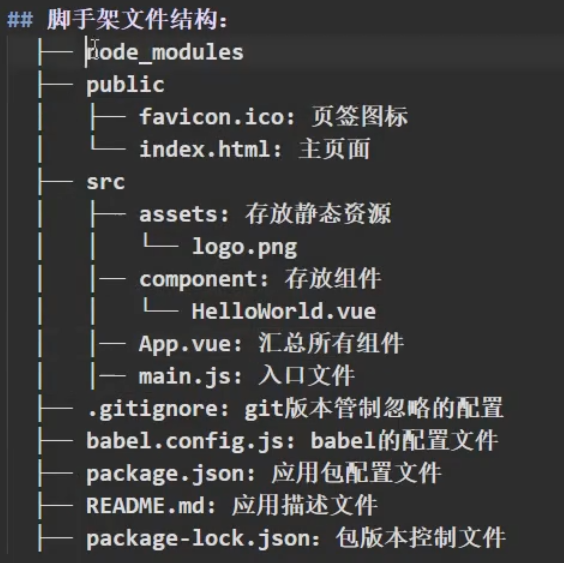 ## 脚手架文件结构:
├── node_modules
├── public
│   ├── favicon.ico: 页签图标
│   └── index.html: 主页面
├── src
│   ├── assets: 存放静态资源
│   │   └── logo.png
│   │── component: 存放组件
│   │   └── HelloWorld.vue
│   │── App.vue: 汇总所有组件
│   │── main.js: 入口文件
├── .gitignore: git版本管制忽略的配置
├── babel.config.js: babel的配置文件
├── package.json: 应用包配置文件
├── README.md: 应用描述文件
├── package-lock.json: 包版本控制文件